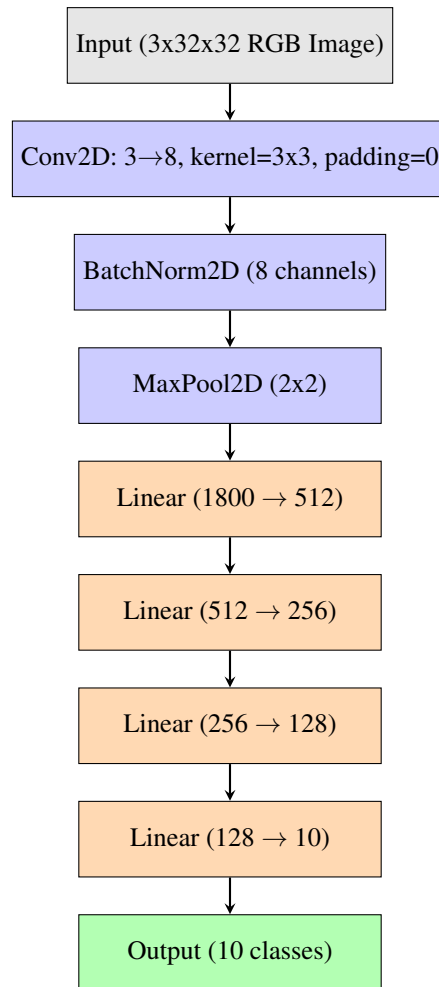 Input (3x32x32 RGB Image)
Conv2D: 3→8, kernel=3x3, padding=0
BatchNorm2D (8 channels)
MaxPool2D (2x2)
Linear (1800 → 512)
Linear (512 → 256)
Linear (256 → 128)
Linear (128 → 10)
Output (10 classes)